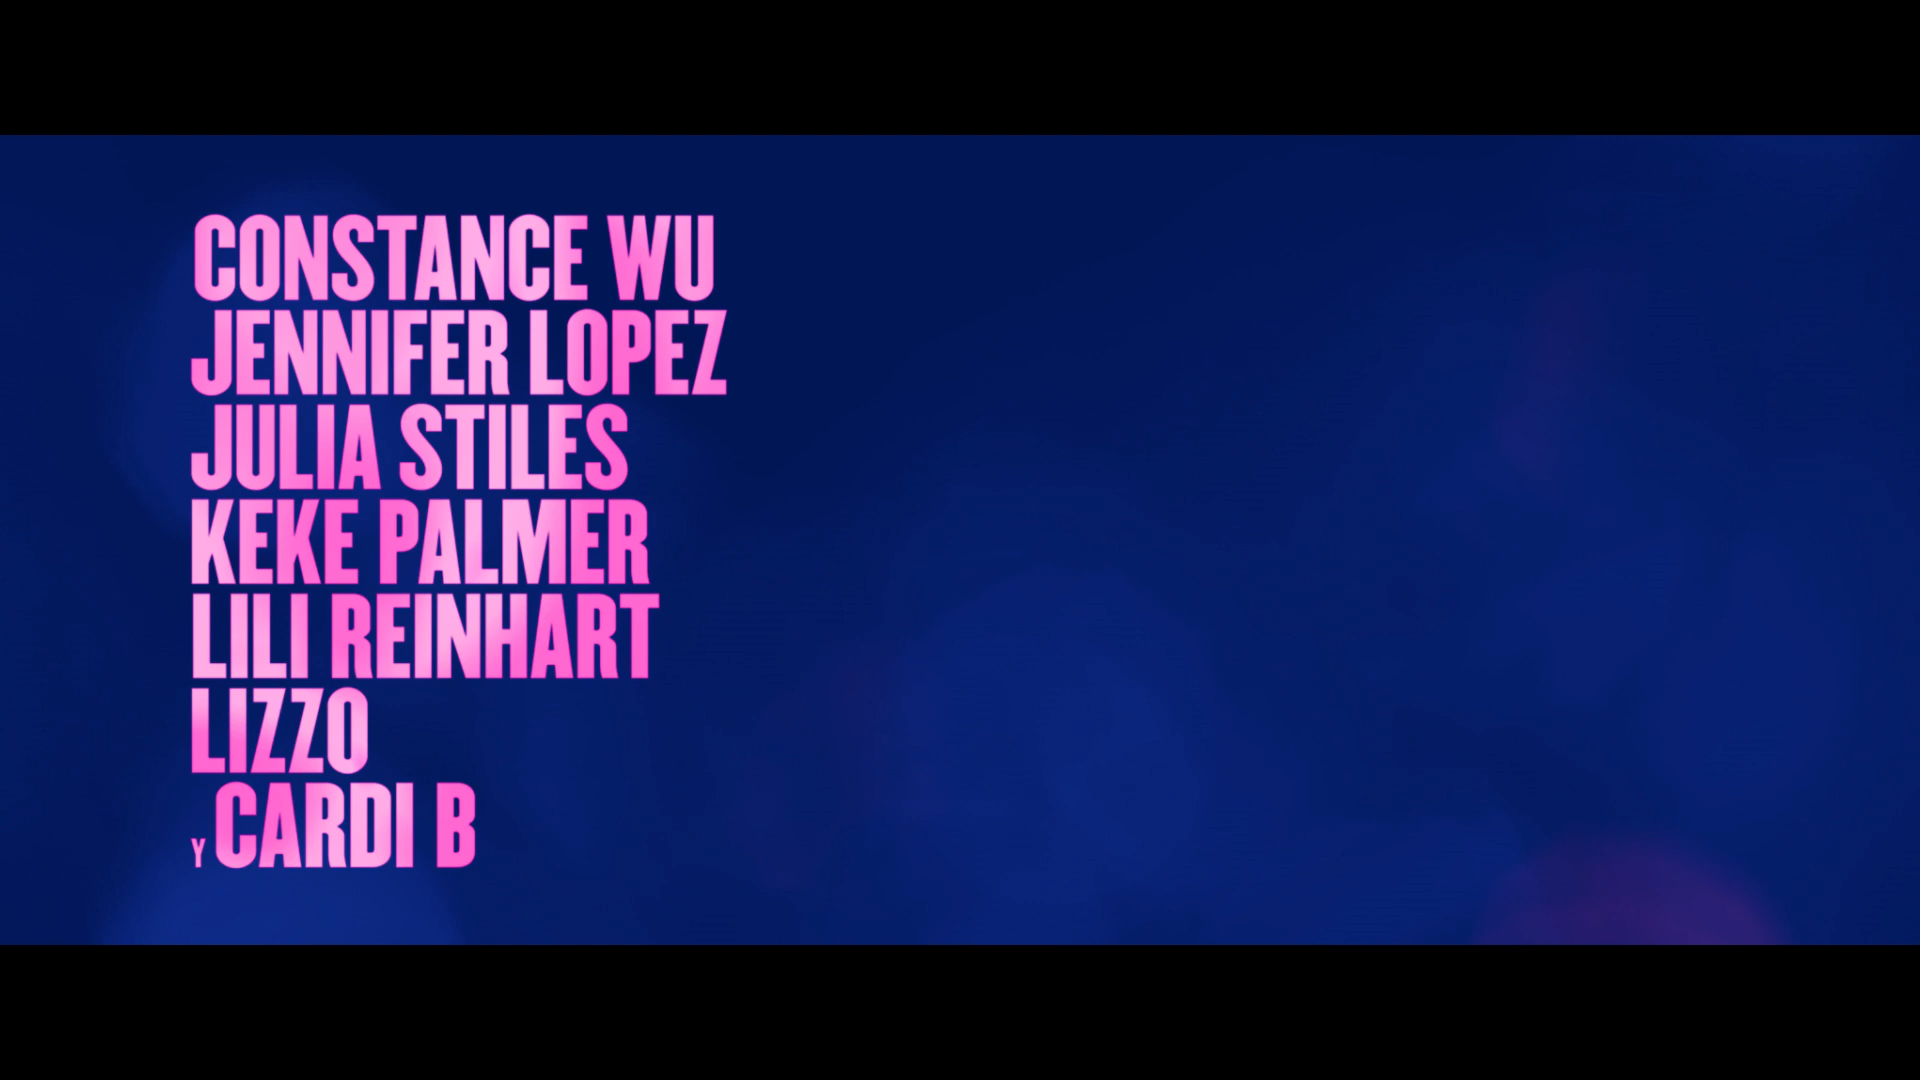 CONSTANCE WU
JENNIFER LOPEZ
JULIA STILES
KEKE PALMER
LILI REINHART
LIZZO
Y CARDI B